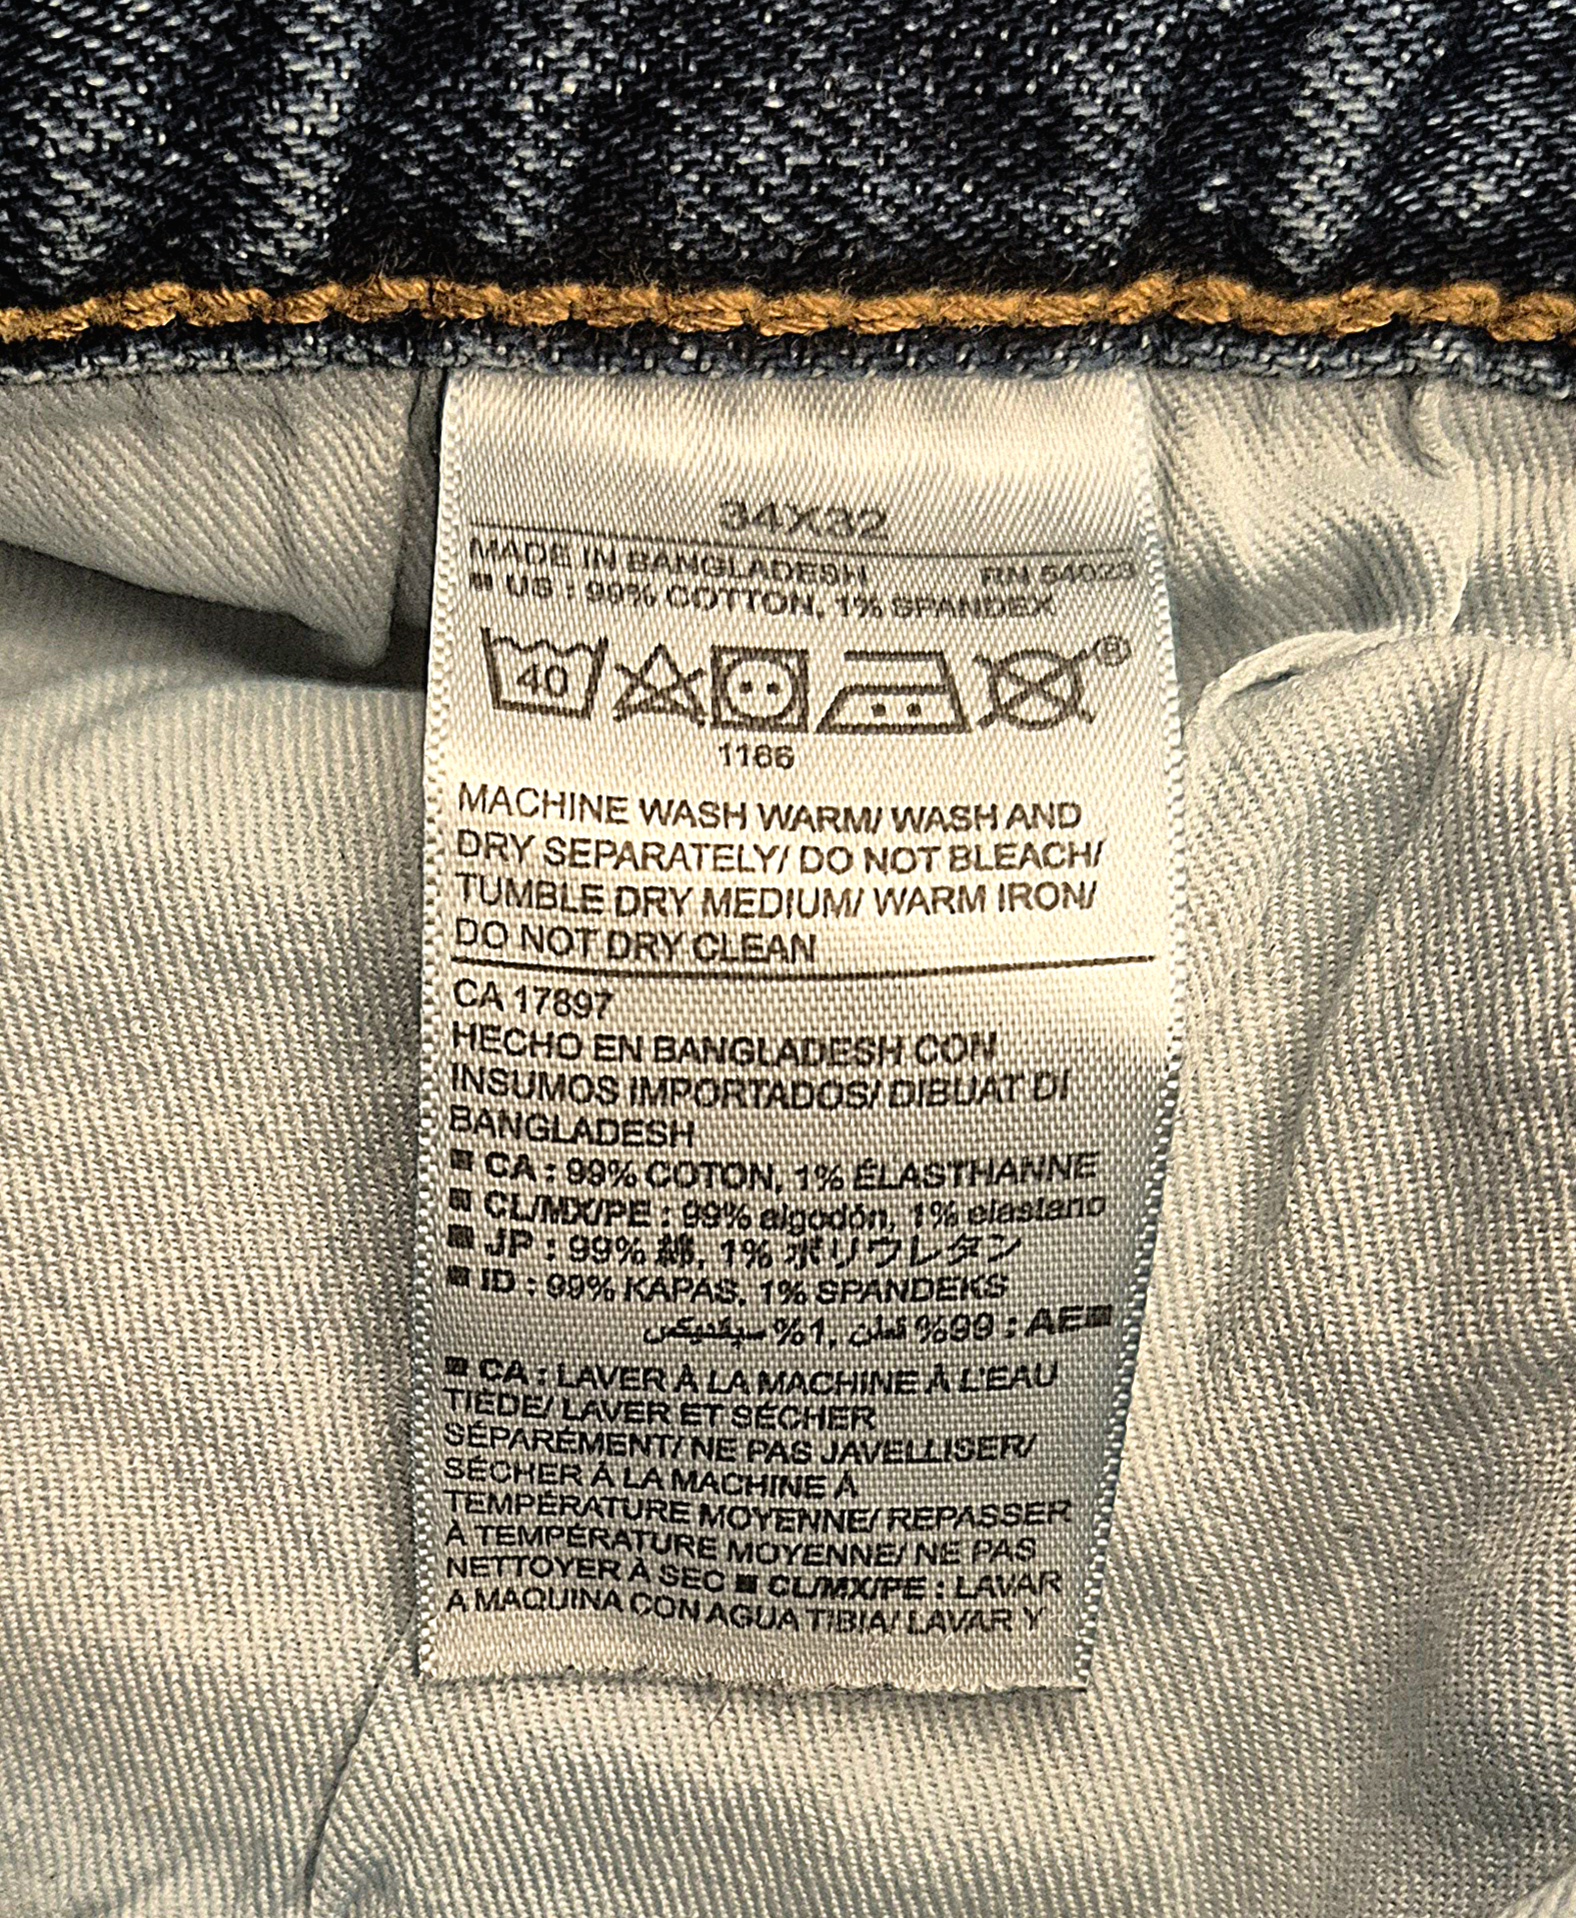 34X32
MADE IN BANGLADESH RN 54023
■ US : 99% COTTON, 1% SPANDEX
40 ®
1166
MACHINE WASH WARM/ WASH AND
DRY SEPARATELY/ DO NOT BLEACH/
TUMBLE DRY MEDIUM/ WARM IRON/
DO NOT DRY CLEAN
CA 17897
HECHO EN BANGLADESH CON
INSUMOS IMPORTADOS/ DIBUAT DI
BANGLADESH
■ CA : 99% COTON, 1% ÉLASTHANNE
■ CL/MX/PE : 99% algodón, 1% elastano
■ JP : 99% 綿, 1% ポリウレタン
■ ID : 99% KAPAS, 1% SPANDEKS
■AE : 99% قطن, 1% سباندكس
■ CA : LAVER À LA MACHINE À L'EAU
TIÈDE/ LAVER ET SÉCHER
SÉPARÉMENT/ NE PAS JAVELLISER/
SÉCHER À LA MACHINE À
TEMPÉRATURE MOYENNE/ REPASSER
À TEMPÉRATURE MOYENNE/ NE PAS
NETTOYER À SEC ■ CL/MX/PE : LAVAR
A MAQUINA CON AGUA TIBIA/ LAVAR Y